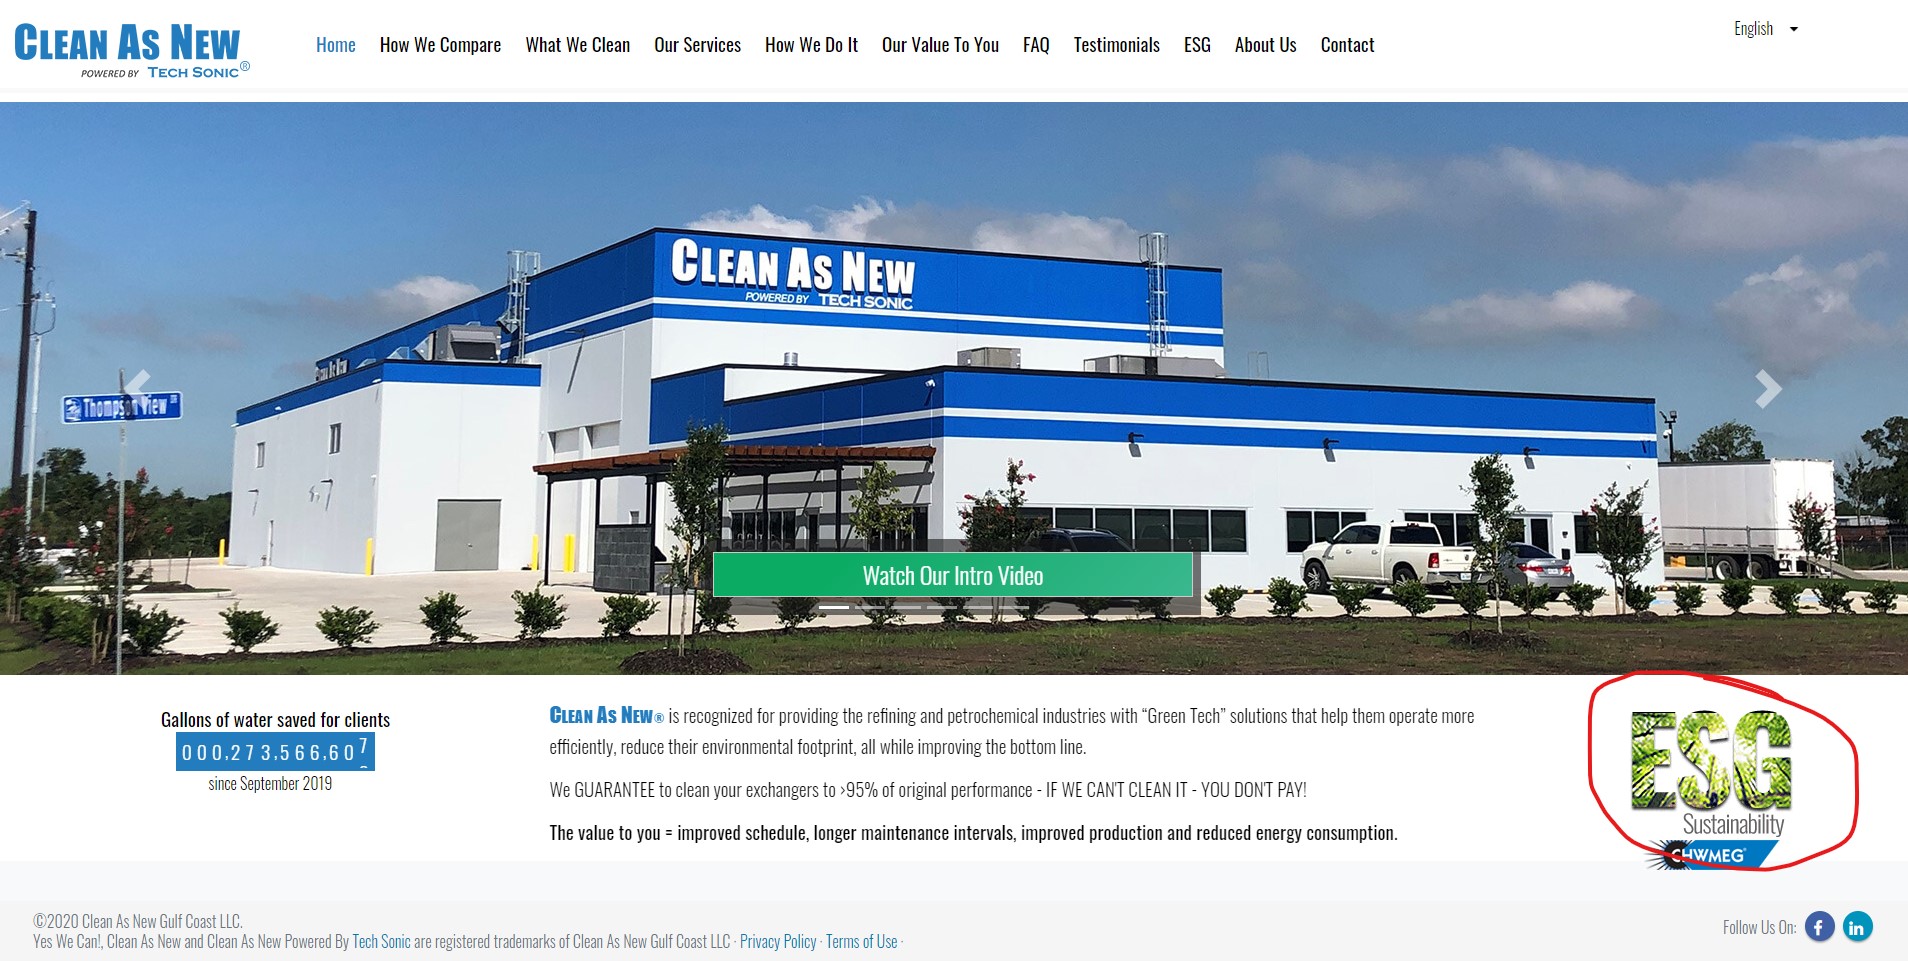 CLEAN AS NEW
POWERED BY TECH SONIC®
Home How We Compare What We Clean Our Services How We Do It Our Value To You FAQ Testimonials ESG About Us Contact
English
CLEAN AS NEW
POWERED BY TECH SONIC
CLEAN AS NEW
Thompson View
Watch Our Intro Video
Gallons of water saved for clients
000,273,566,607
since September 2019
CLEAN AS NEW® is recognized for providing the refining and petrochemical industries with “Green Tech” solutions that help them operate more
efficiently, reduce their environmental footprint, all while improving the bottom line.
We GUARANTEE to clean your exchangers to >95% of original performance - IF WE CAN'T CLEAN IT - YOU DON'T PAY!
The value to you = improved schedule, longer maintenance intervals, improved production and reduced energy consumption.
ESG
Sustainability
CHWMEG®
©2020 Clean As New Gulf Coast LLC.
Yes We Can!, Clean As New and Clean As New Powered By Tech Sonic are registered trademarks of Clean As New Gulf Coast LLC · Privacy Policy · Terms of Use ·
Follow Us On: f in